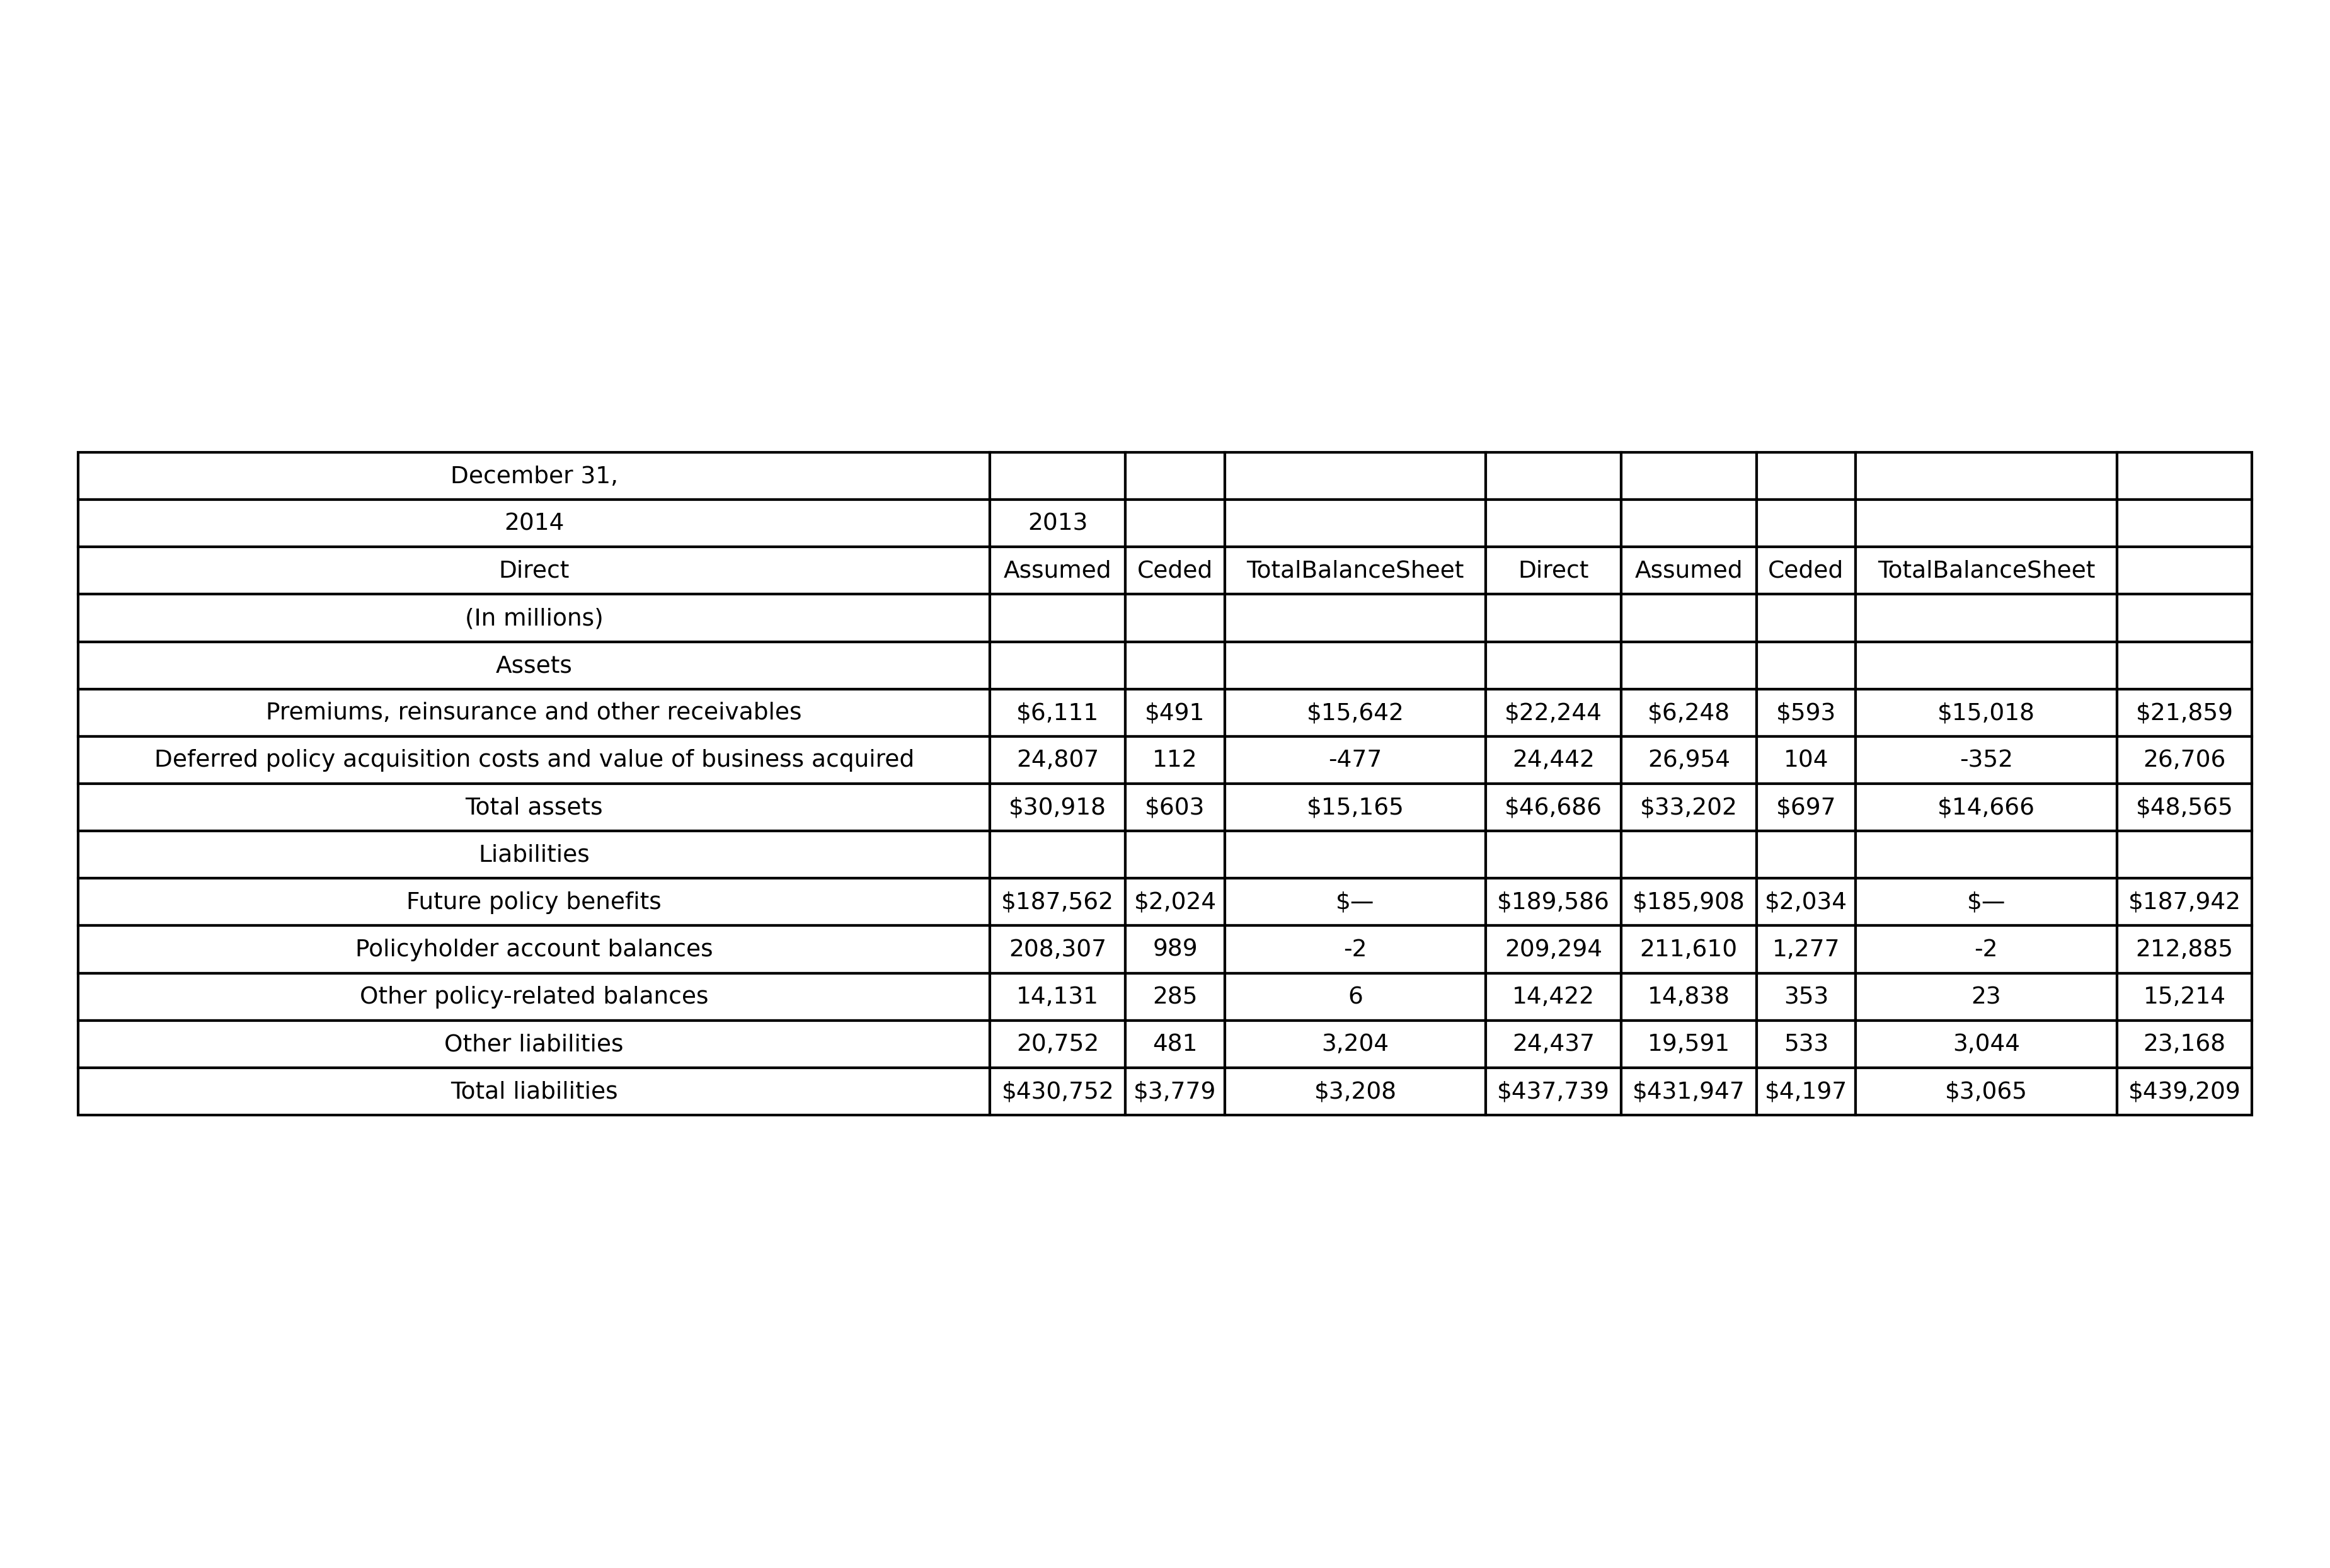 December 31,
2014 2013
Direct Assumed Ceded TotalBalanceSheet Direct Assumed Ceded TotalBalanceSheet
(In millions)
Assets
Premiums, reinsurance and other receivables $6,111 $491 $15,642 $22,244 $6,248 $593 $15,018 $21,859
Deferred policy acquisition costs and value of business acquired 24,807 112 -477 24,442 26,954 104 -352 26,706
Total assets $30,918 $603 $15,165 $46,686 $33,202 $697 $14,666 $48,565
Liabilities
Future policy benefits $187,562 $2,024 $— $189,586 $185,908 $2,034 $— $187,942
Policyholder account balances 208,307 989 -2 209,294 211,610 1,277 -2 212,885
Other policy-related balances 14,131 285 6 14,422 14,838 353 23 15,214
Other liabilities 20,752 481 3,204 24,437 19,591 533 3,044 23,168
Total liabilities $430,752 $3,779 $3,208 $437,739 $431,947 $4,197 $3,065 $439,209